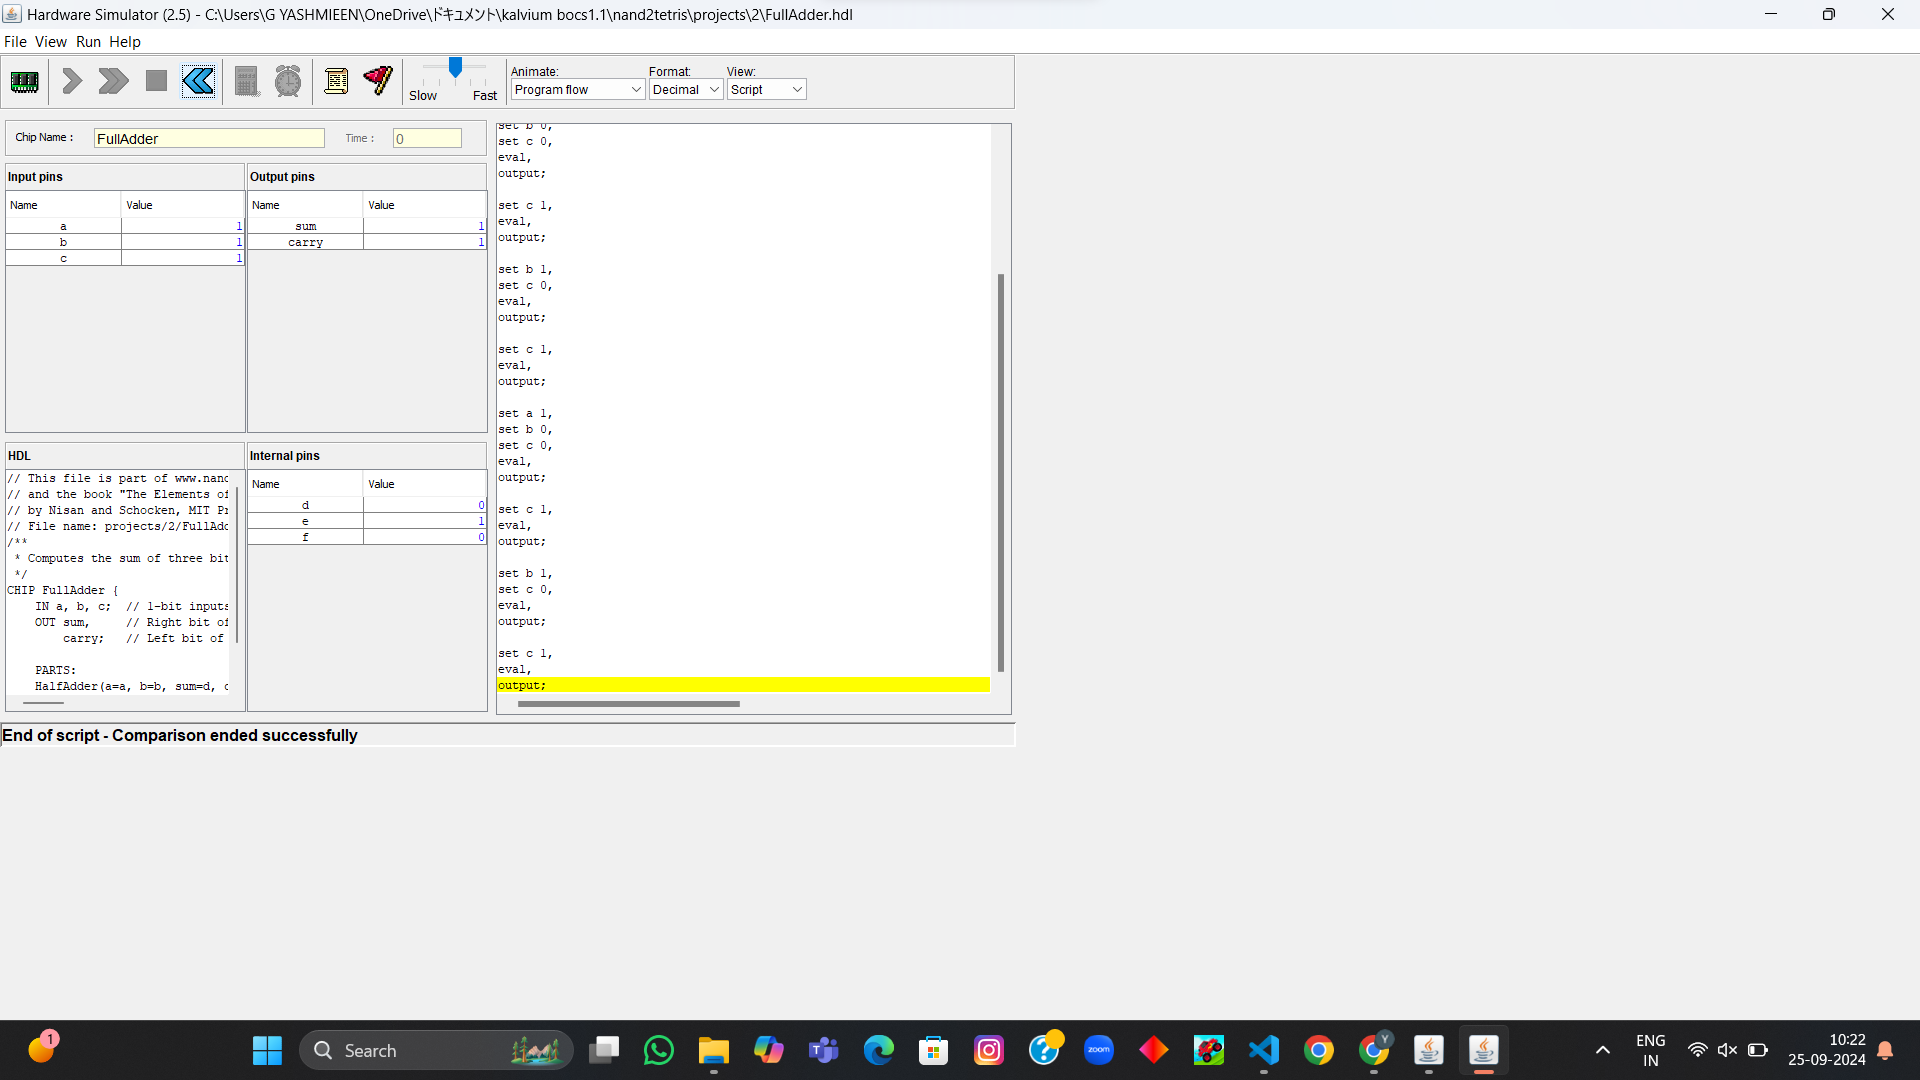 Hardware Simulator (2.5) - C:\Users\G YASHMIEEN\OneDrive\ドキュメント\kalvium bocs1.1\nand2tetris\projects\2\FullAdder.hdl
File View Run Help
Slow Fast
Animate:
Program flow
Format:
Decimal
View:
Script
Chip Name : FullAdder Time : 0
Input pins
Name Value
a 1
b 1
c 1
Output pins
Name Value
sum 1
carry 1
HDL
// This file is part of www.nand
// and the book "The Elements of
// by Nisan and Schocken, MIT Pr
// File name: projects/2/FullAdd
/**
* Computes the sum of three bit
*/
CHIP FullAdder {
IN a, b, c; // 1-bit inputs
OUT sum, // Right bit of
carry; // Left bit of
PARTS:
HalfAdder(a=a, b=b, sum=d, c
Internal pins
Name Value
d 0
e 1
f 0
set b 0,
set c 0,
eval,
output;
set c 1,
eval,
output;
set b 1,
set c 0,
eval,
output;
set c 1,
eval,
output;
set a 1,
set b 0,
set c 0,
eval,
output;
set c 1,
eval,
output;
set b 1,
set c 0,
eval,
output;
set c 1,
eval,
output;
End of script - Comparison ended successfully
1
Search
zoom
Y
ENG
IN
10:22
25-09-2024